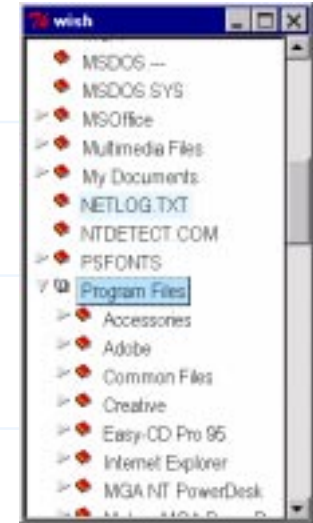 wish
MSDOS ---
MSDOS SYS
MSOffice
Multimedia Files
My Documents
NETLOG.TXT
NTDETECT.COM
PSFONTS
Program Files
Accessories
Adobe
Common Files
Creative
Easy-CD Pro 95
Internet Explorer
MGA NT PowerDesk